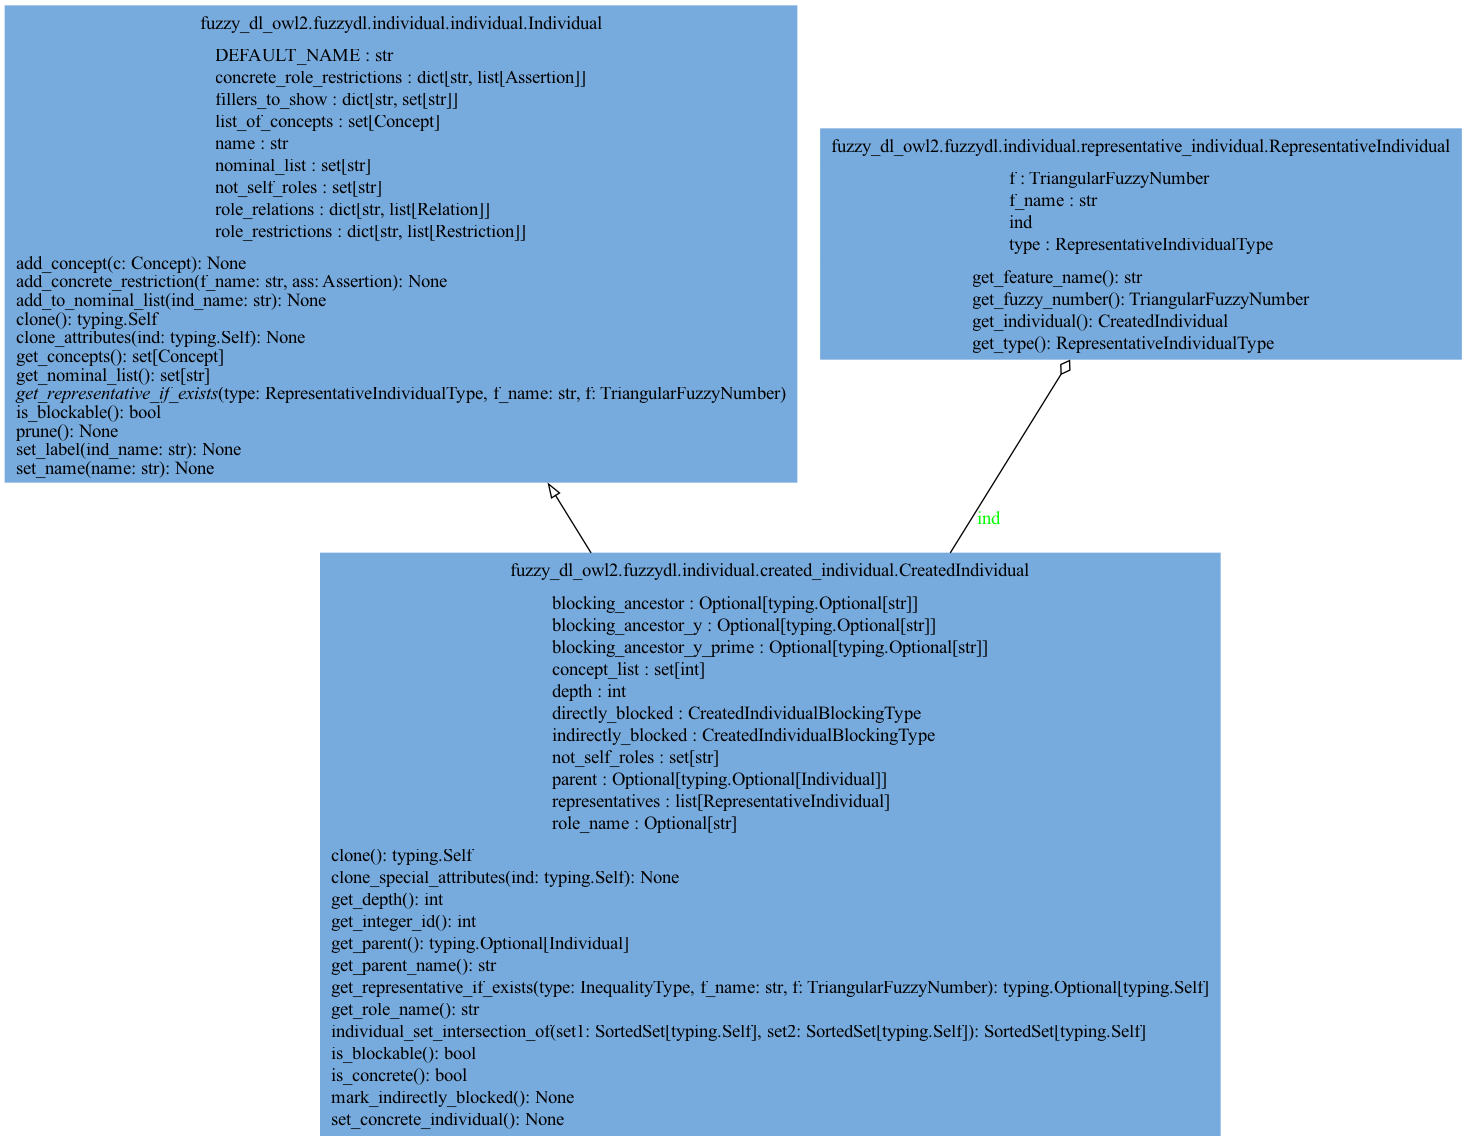 fuzzy_dl_owl2.fuzzydl.individual.individual.Individual
DEFAULT_NAME : str
concrete_role_restrictions : dict[str, list[Assertion]]
fillers_to_show : dict[str, set[str]]
list_of_concepts : set[Concept]
name : str
nominal_list : set[str]
not_self_roles : set[str]
role_relations : dict[str, list[Relation]]
role_restrictions : dict[str, list[Restriction]]
add_concept(c: Concept): None
add_concrete_restriction(f_name: str, ass: Assertion): None
add_to_nominal_list(ind_name: str): None
clone(): typing.Self
clone_attributes(ind: typing.Self): None
get_concepts(): set[Concept]
get_nominal_list(): set[str]
get_representative_if_exists(type: RepresentativeIndividualType, f_name: str, f: TriangularFuzzyNumber)
is_blockable(): bool
prune(): None
set_label(ind_name: str): None
set_name(name: str): None
fuzzy_dl_owl2.fuzzydl.individual.representative_individual.RepresentativeIndividual
f : TriangularFuzzyNumber
f_name : str
ind
type : RepresentativeIndividualType
get_feature_name(): str
get_fuzzy_number(): TriangularFuzzyNumber
get_individual(): CreatedIndividual
get_type(): RepresentativeIndividualType
ind
fuzzy_dl_owl2.fuzzydl.individual.created_individual.CreatedIndividual
blocking_ancestor : Optional[typing.Optional[str]]
blocking_ancestor_y : Optional[typing.Optional[str]]
blocking_ancestor_y_prime : Optional[typing.Optional[str]]
concept_list : set[int]
depth : int
directly_blocked : CreatedIndividualBlockingType
indirectly_blocked : CreatedIndividualBlockingType
not_self_roles : set[str]
parent : Optional[typing.Optional[Individual]]
representatives : list[RepresentativeIndividual]
role_name : Optional[str]
clone(): typing.Self
clone_special_attributes(ind: typing.Self): None
get_depth(): int
get_integer_id(): int
get_parent(): typing.Optional[Individual]
get_parent_name(): str
get_representative_if_exists(type: InequalityType, f_name: str, f: TriangularFuzzyNumber): typing.Optional[typing.Self]
get_role_name(): str
individual_set_intersection_of(set1: SortedSet[typing.Self], set2: SortedSet[typing.Self]): SortedSet[typing.Self]
is_blockable(): bool
is_concrete(): bool
mark_indirectly_blocked(): None
set_concrete_individual(): None